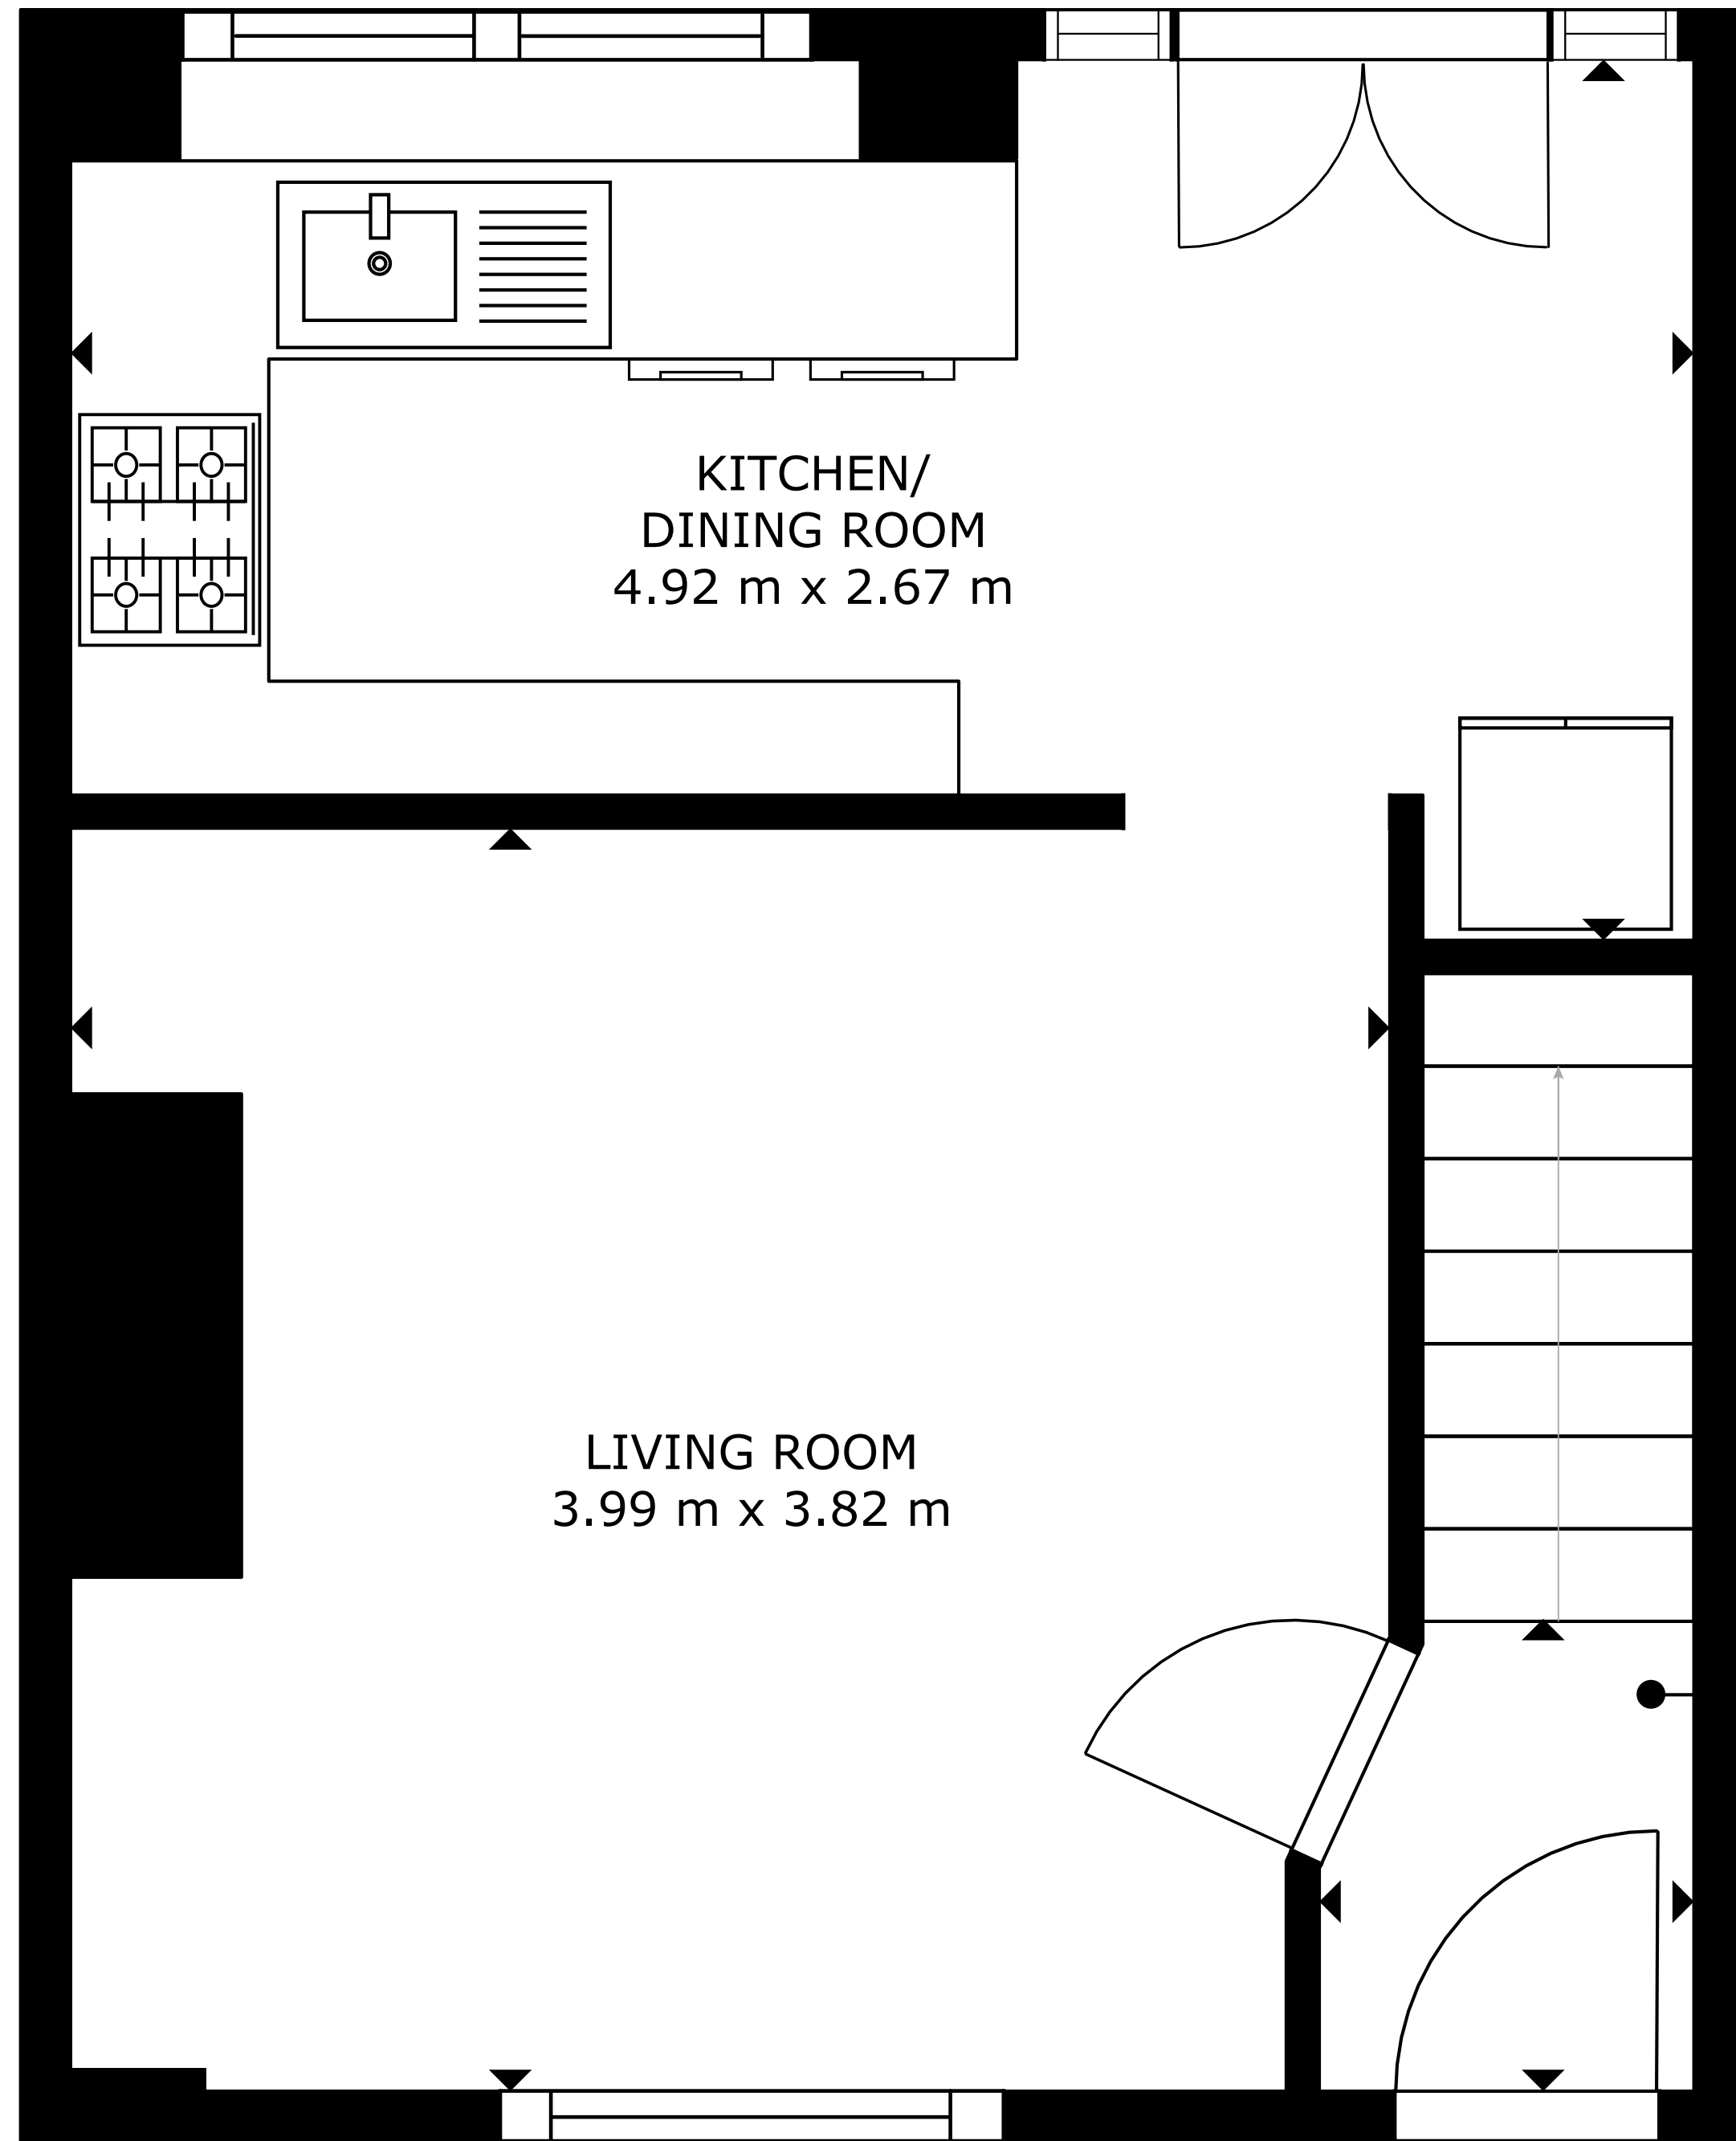 KITCHEN/
DINING ROOM
4.92 m x 2.67 m
LIVING ROOM
3.99 m x 3.82 m